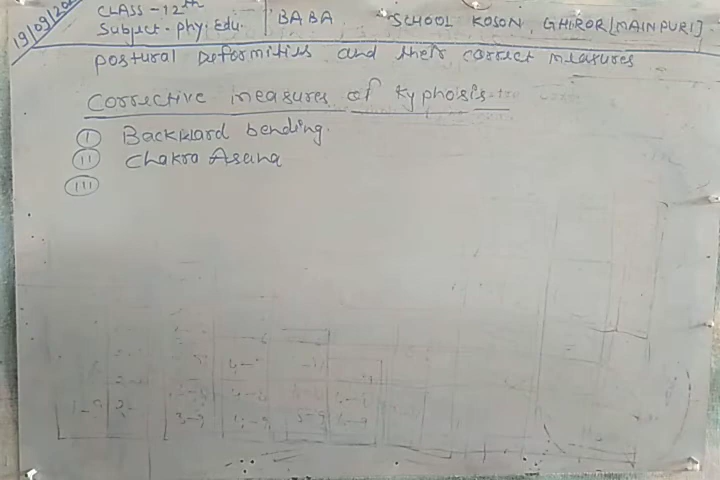 19/09/20
CLASS - 12th
Subject - phy. Edu.
BABA SCHOOL KOSON, GHIROR [MAINPURI]
postural Deformities and their correct measures
Corrective measures of Kyphosis
(I) Backward bending.
(II) Chakra Asana
(III)